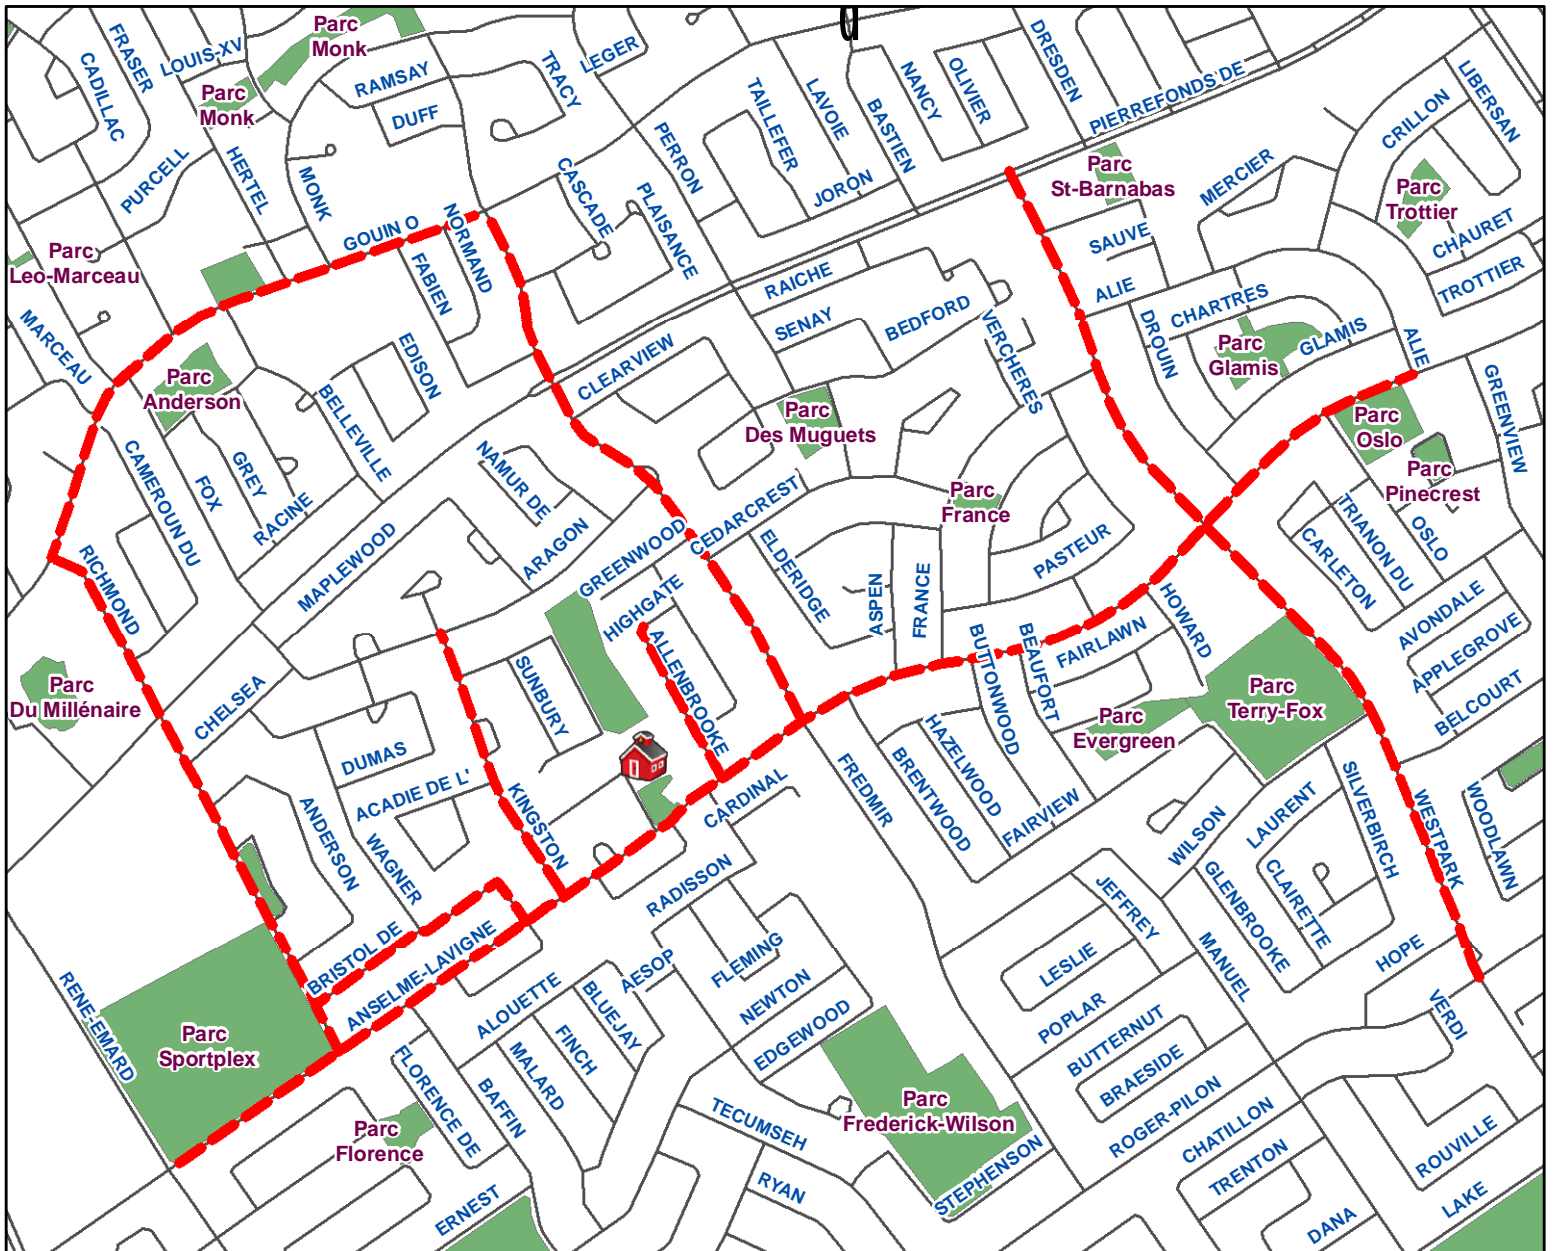 q
Parc
Monk
LOUIS-XV
FRASER
CADILLAC
RAMSAY
Parc
Monk
DUFF
TRACY
LEGER
PERRON
TAILLEFER
LAVOIE
BASTIEN
NANCY
OLIVIER
DRESDEN
PIERREFONDS DE
LIBERSAN
CRILLON
PURCELL
HERTEL
MONK
CASCADE
PLAISANCE
JORON
Parc
St-Barnabas
MERCIER
Parc
Trottier
CHAURET
TROTTIER
GOUIN O
NORMAND
FABIEN
Parc
Leo-Marceau
MARCEAU
RAICHE
SENAY
BEDFORD
VERCHERES
SAUVE
ALIE
DROUIN
CHARTRES
Parc
Glamis
GLAMIS
ALIE
GREENVIEW
Parc
Anderson
EDISON
BELLEVILLE
CLEARVIEW
Parc
Des Muguets
Parc
Oslo
Parc
Pinecrest
CAMEROUN DU
FOX
GREY
RACINE
NAMUR DE
ARAGON
MAPLEWOOD
GREENWOOD
CEDARCREST
Parc
France
PASTEUR
TRIANON DU
OSLO
CARLETON
RICHMOND
HIGHGATE
ALLENBROOKE
ELDERIDGE
ASPEN
FRANCE
BUTTONWOOD
BEAUFORT
FAIRLAWN
HOWARD
AVONDALE
APPLEGROVE
BELCOURT
Parc
Du Millénaire
CHELSEA
SUNBURY
DUMAS
ACADIE DE L'
Parc
Evergreen
Parc
Terry-Fox
ANDERSON
WAGNER
KINGSTON
CARDINAL
FREDMIR
BRENTWOOD
HAZELWOOD
FAIRVIEW
WILSON
LAURENT
SILVERBIRCH
WESTPARK
WOODLAWN
RADISSON
JEFFREY
GLENBROOKE
CLAIRETTE
BRISTOL DE
ANSELME-LAVIGNE
RENE-EMARD
Parc
Sportplex
ALOUETTE
AESOP
FLEMING
NEWTON
EDGEWOOD
LESLIE
MANUEL
HOPE
VERDI
POPLAR
BUTTERNUT
BRAESIDE
BLUEJAY
FINCH
MALARD
BAFFIN
FLORENCE DE
Parc
Florence
ERNEST
TECUMSEH
RYAN
Parc
Frederick-Wilson
STEPHENSON
ROGER-PILON
CHATILLON
TRENTON
DANA
ROUVILLE
LAKE